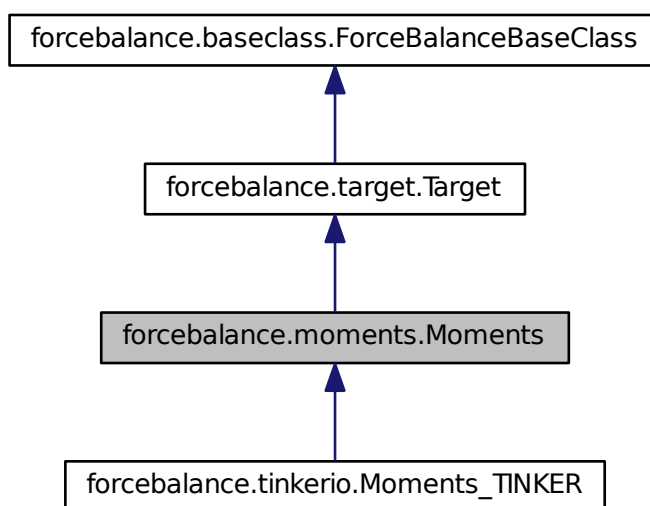 forcebalance.baseclass.ForceBalanceBaseClass
forcebalance.target.Target
forcebalance.moments.Moments
forcebalance.tinkerio.Moments_TINKER